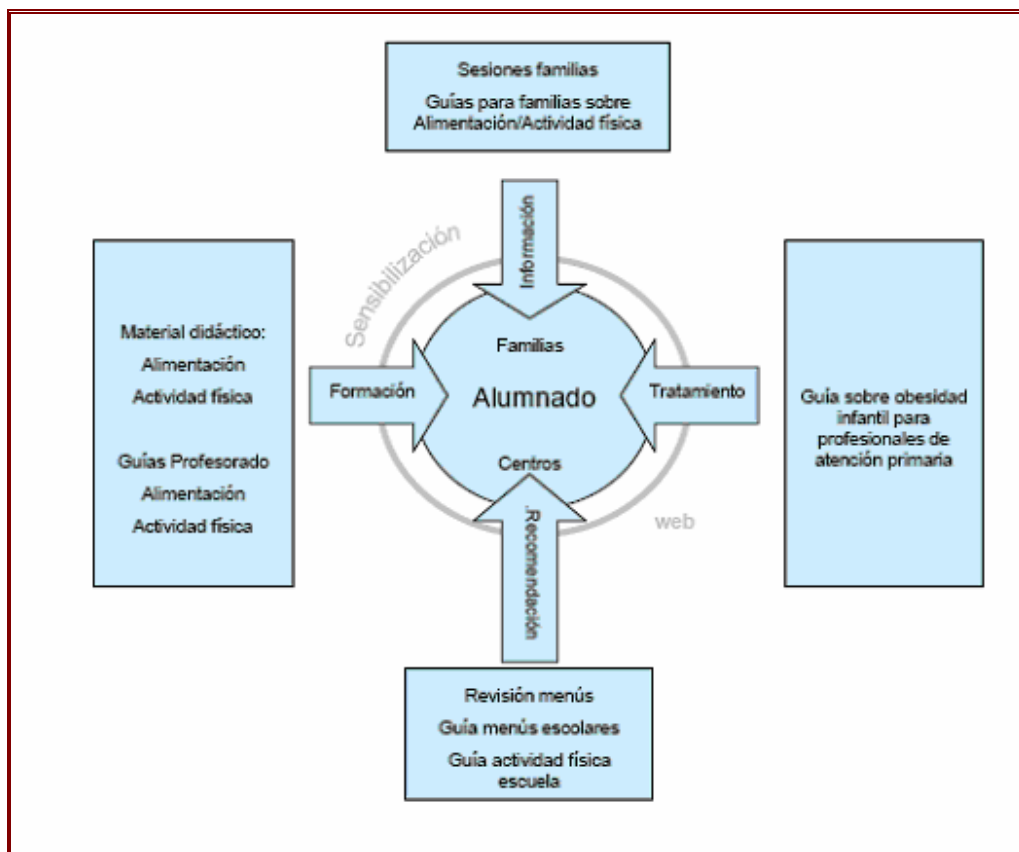 Sesiones familias
Guías para familias sobre
Alimentación/Actividad física
Información
Sensibilización
Material didáctico:
Alimentación
Actividad física
Guías Profesorado
Alimentación
Actividad física
Formación
Familias
Alumnado
Centros
Tratamiento
Guía sobre obesidad
infantil para
profesionales de
atención primaria
web
.Recomendación
Revisión menús
Guía menús escolares
Guía actividad física
escuela